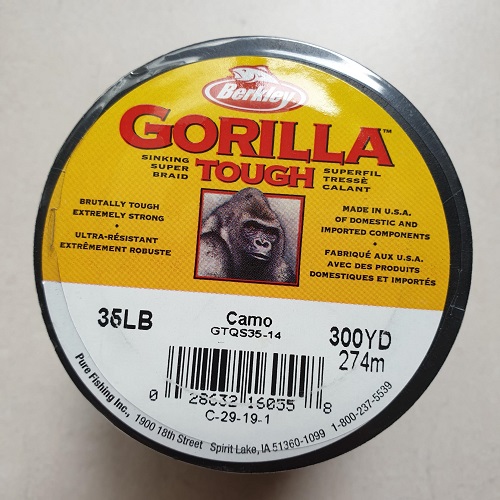 Berkley
GORILLA™
TOUGH
SINKING
SUPER
BRAID
SUPERFIL
TRESSÉ
CALANT
BRUTALLY TOUGH
EXTREMELY STRONG
•
ULTRA-RÉSISTANT
EXTRÊMEMENT ROBUSTE
MADE IN U.S.A.
OF DOMESTIC AND
IMPORTED COMPONENTS
•
FABRIQUÉ AUX U.S.A.
AVEC DES PRODUITS
DOMESTIQUES ET IMPORTÉS
35LB
Camo
GTQS35-14
300YD
274m
0 28632 16055 8
C-29-19-1
Pure Fishing Inc., 1900 18th Street Spirit Lake, IA 51360-1099 1-800-237-5539